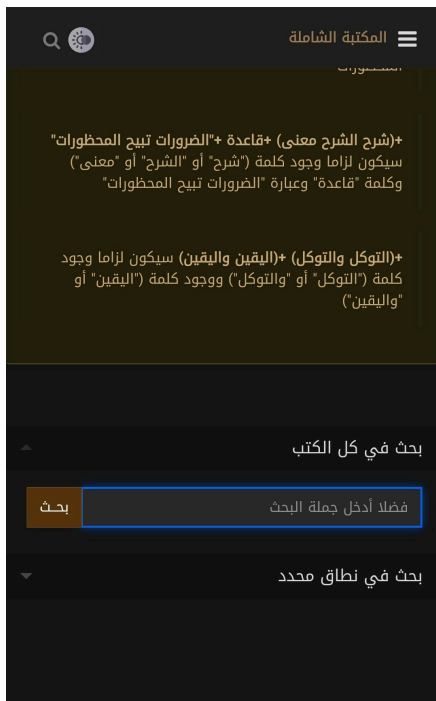 المكتبة الشاملة
المحظورات
+(شرح الشرح معنى) +قاعدة +"الضرورات تبيح المحظورات"
سيكون لزاما وجود كلمة ("شرح" أو "الشرح" أو "معنى")
وكلمة "قاعدة" وعبارة "الضرورات تبيح المحظورات"
+(التوكل والتوكل) +(اليقين واليقين) سيكون لزاما وجود
كلمة ("التوكل" أو "والتوكل") ووجود كلمة ("اليقين" أو
"واليقين")
بحث في كل الكتب
فضلا أدخل جملة البحث
بحــث
بحث في نطاق محدد